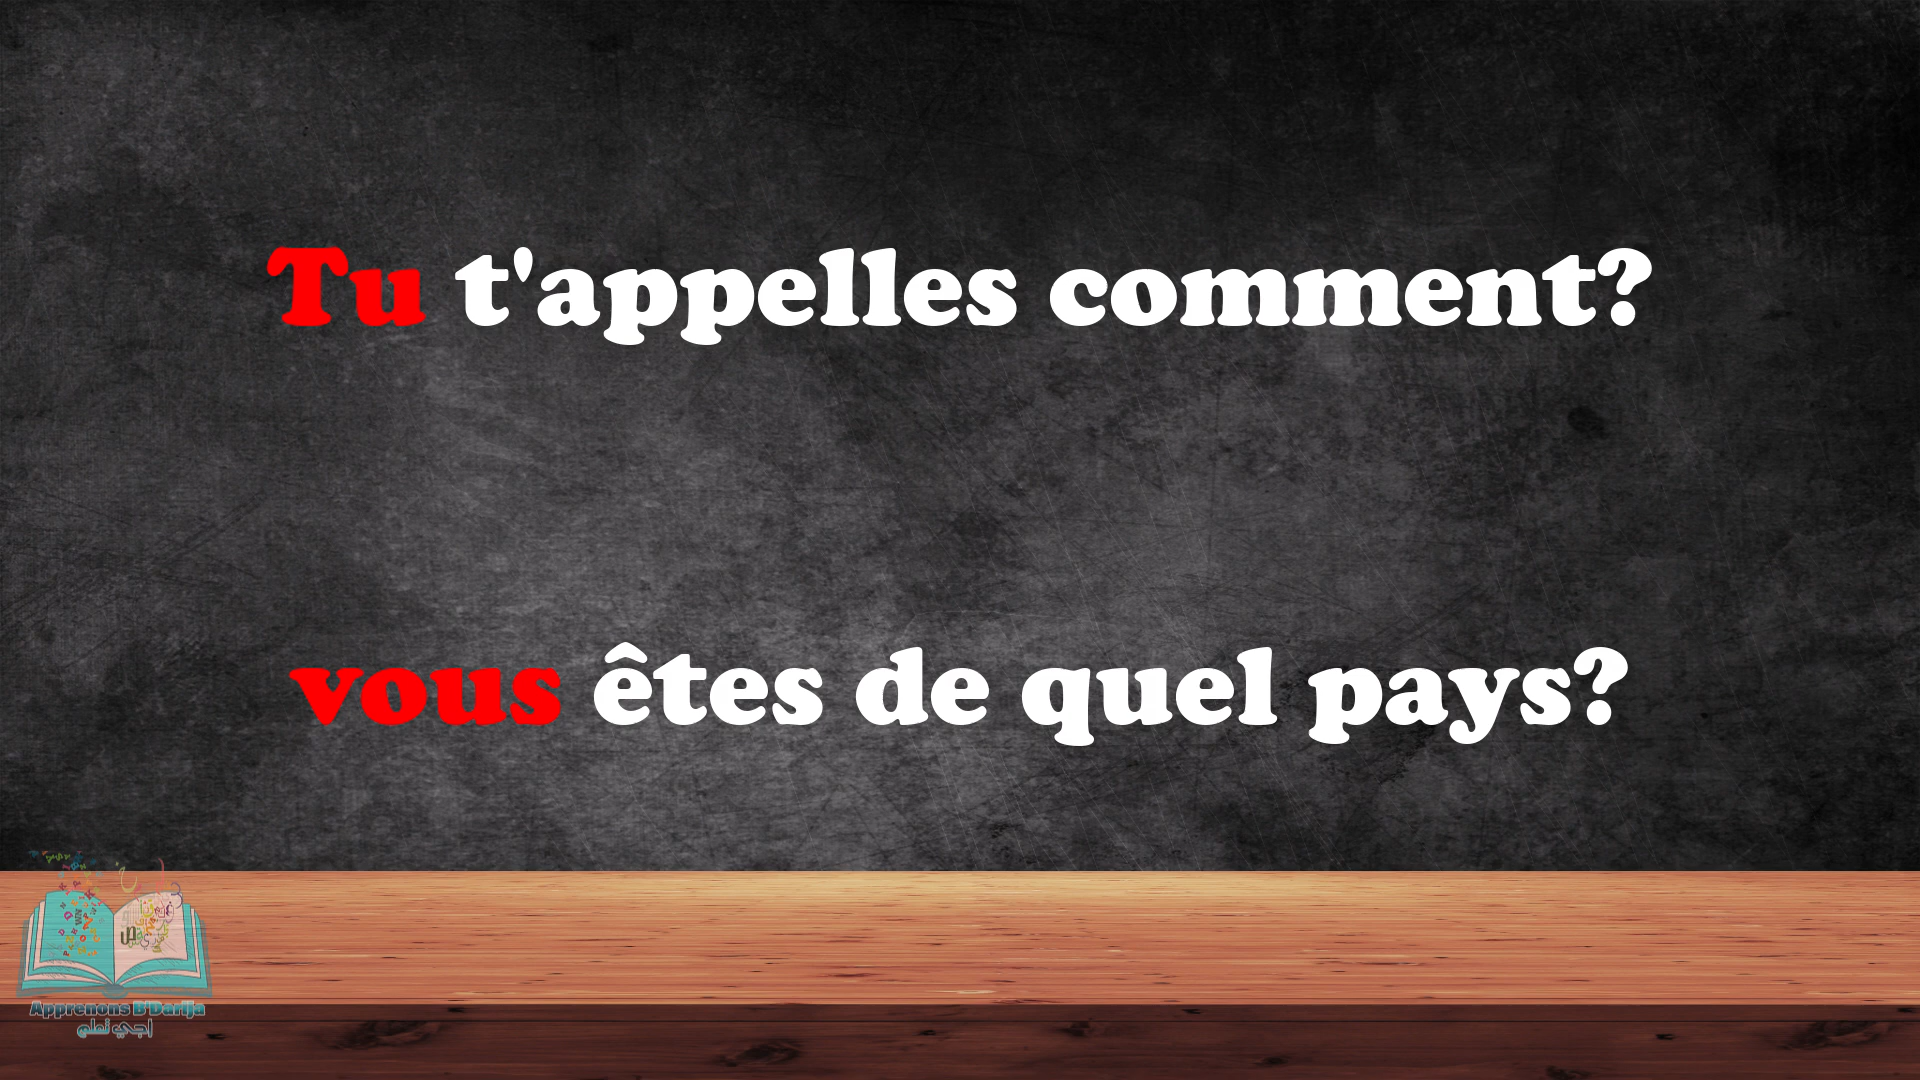 Tu t'appelles comment?
vous êtes de quel pays?
Apprenons B'Darija